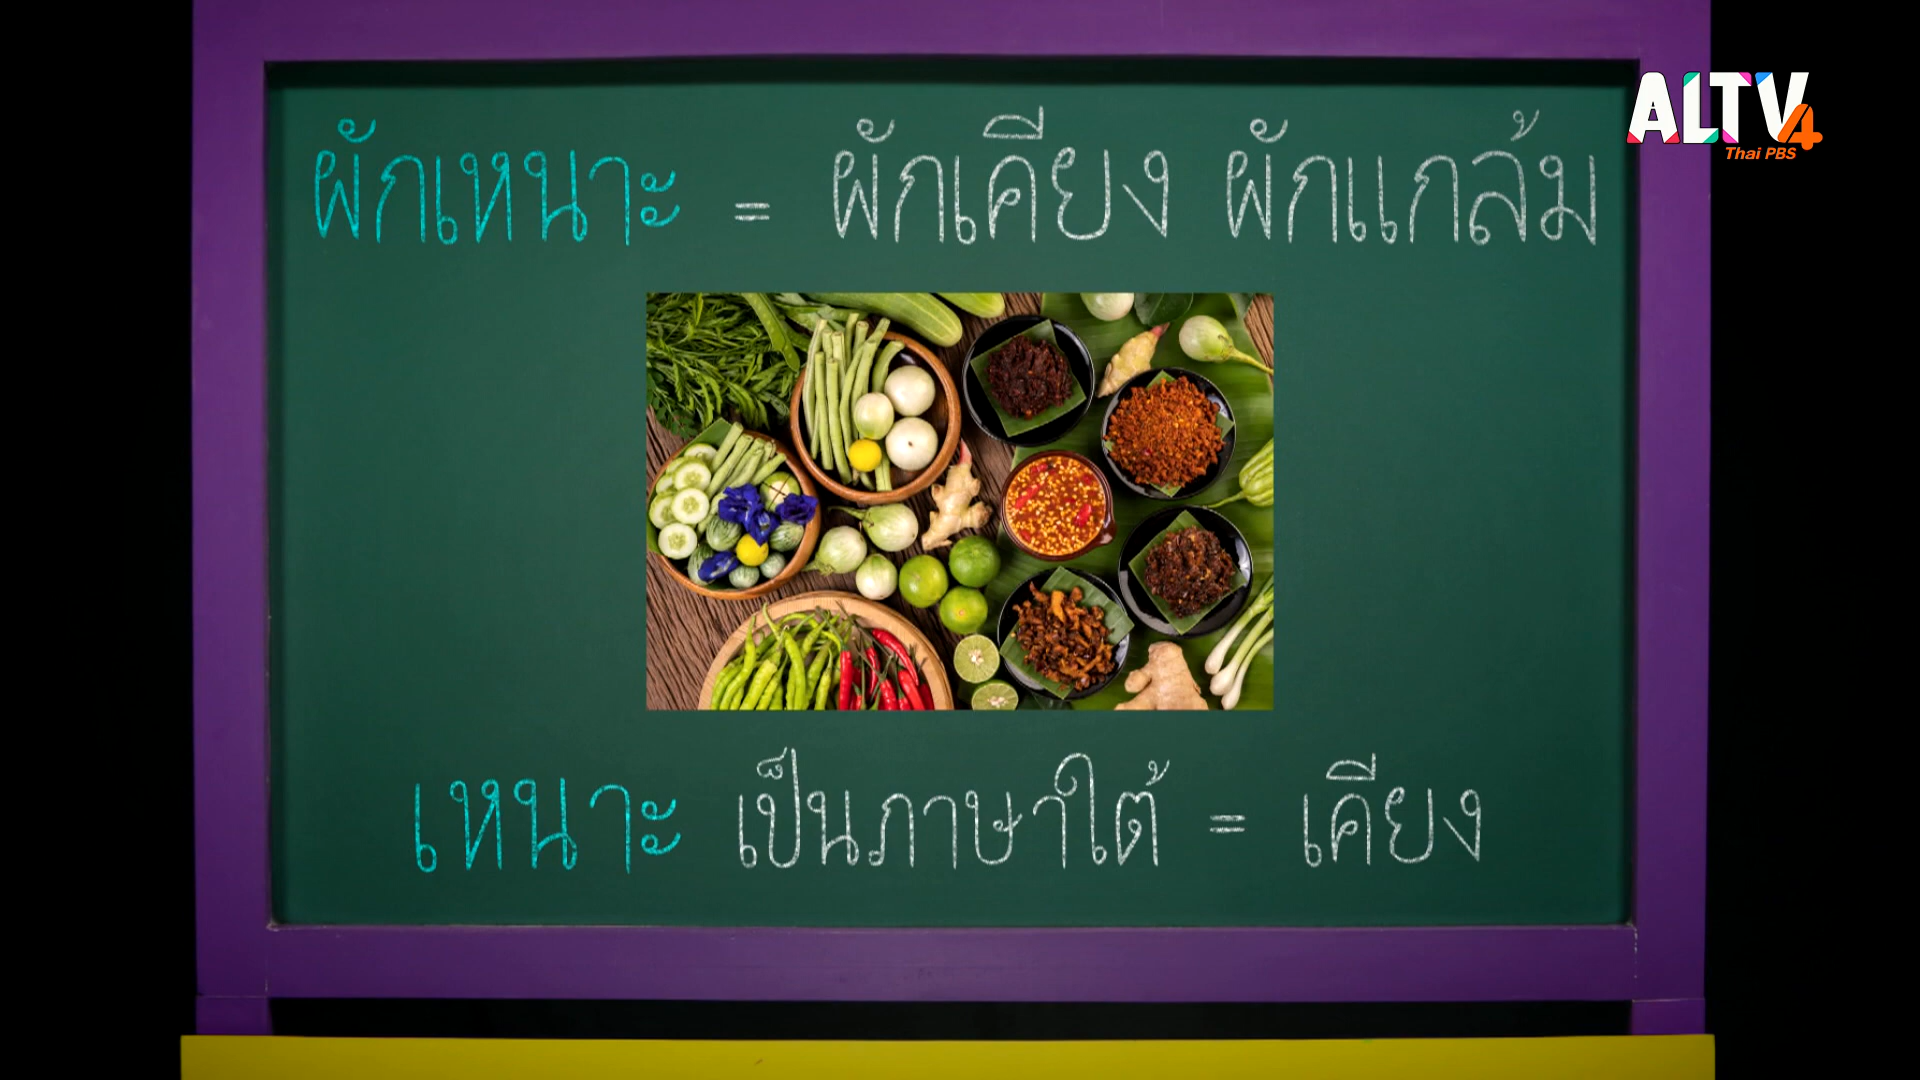 ALTV4
Thai PBS
ผักเหนาะ = ผักเคียง ผักแกล้ม
เหนาะ เป็นภาษาใต้ = เคียง